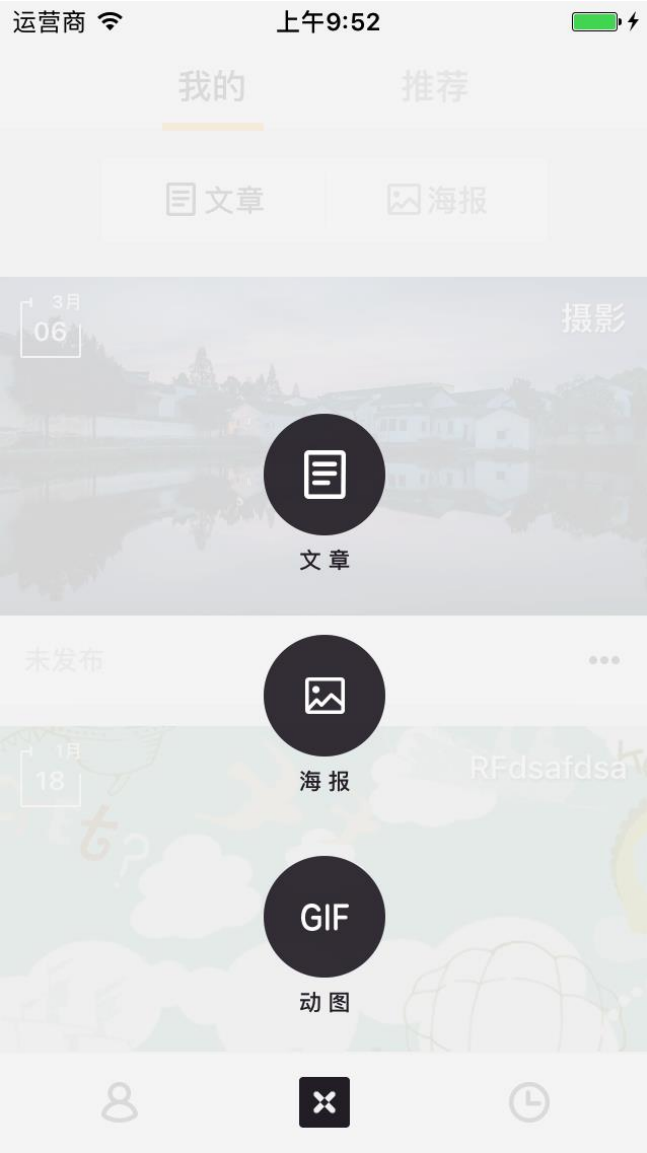 运营商 上午9:52
我的 推荐
文章 海报
3月
06
摄影
文章
未发布
海报
1月
18
RFdsafdsa
GIF
动图